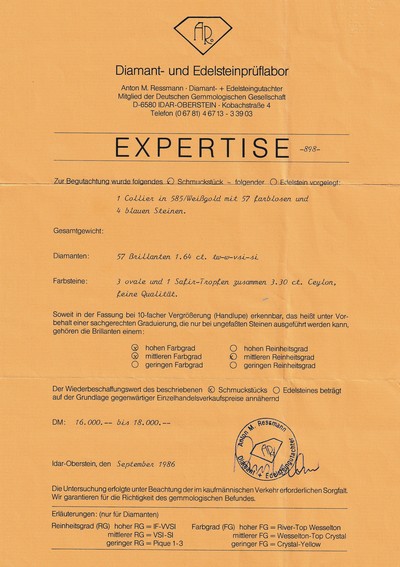 ARe
Diamant- und Edelsteinprüflabor
Anton M. Ressmann · Diamant- + Edelsteingutachter
Mitglied der Deutschen Gemmologischen Gesellschaft
D-6580 IDAR-OBERSTEIN · Kobachstraße 4
Telefon (0 67 81) 4 67 13 - 3 39 03
EXPERTISE -898-
Zur Begutachtung wurde folgendes Schmuckstück – folgender Edelstein vorgelegt:
1 Collier in 585/Weißgold mit 57 farblosen und
4 blauen Steinen.
Gesamtgewicht:
Diamanten: 57 Brillanten 1.64 ct. tw-w-vsi-si
Farbsteine: 3 ovale und 1 Safir-Tropfen zusammen 3.30 ct. Ceylon,
feine Qualität.
Soweit in der Fassung bei 10-facher Vergrößerung (Handlupe) erkennbar, das heißt unter Vor-
behalt einer sachgerechten Graduierung, die nur bei ungefaßten Steinen ausgeführt werden kann,
gehören die Brillanten einem:
hohen Farbgrad hohen Reinheitsgrad
mittleren Farbgrad mittleren Reinheitsgrad
geringen Farbgrad geringen Reinheitsgrad
Der Wiederbeschaffungswert des beschriebenen Schmuckstücks Edelsteines beträgt
auf der Grundlage gegenwärtiger Einzelhandelsverkaufspreise annähernd
DM: 16.000.-- bis 18.000.--
Anton M. Ressmann
Diamant + Edelsteingutachter
Idar-Oberstein, den September 1986
Die Untersuchung erfolgte unter Beachtung der im kaufmännischen Verkehr erforderlichen Sorgfalt.
Wir garantieren für die Richtigkeit des gemmologischen Befundes.
Erläuterungen: (nur für Diamanten)
Reinheitsgrad (RG) hoher RG = IF-VVSI Farbgrad (FG) hoher FG = River-Top Wesselton
mittlerer RG = VSI-SI mittlerer FG = Wesselton-Top Crystal
geringer RG = Pique 1-3 geringer FG = Crystal-Yellow